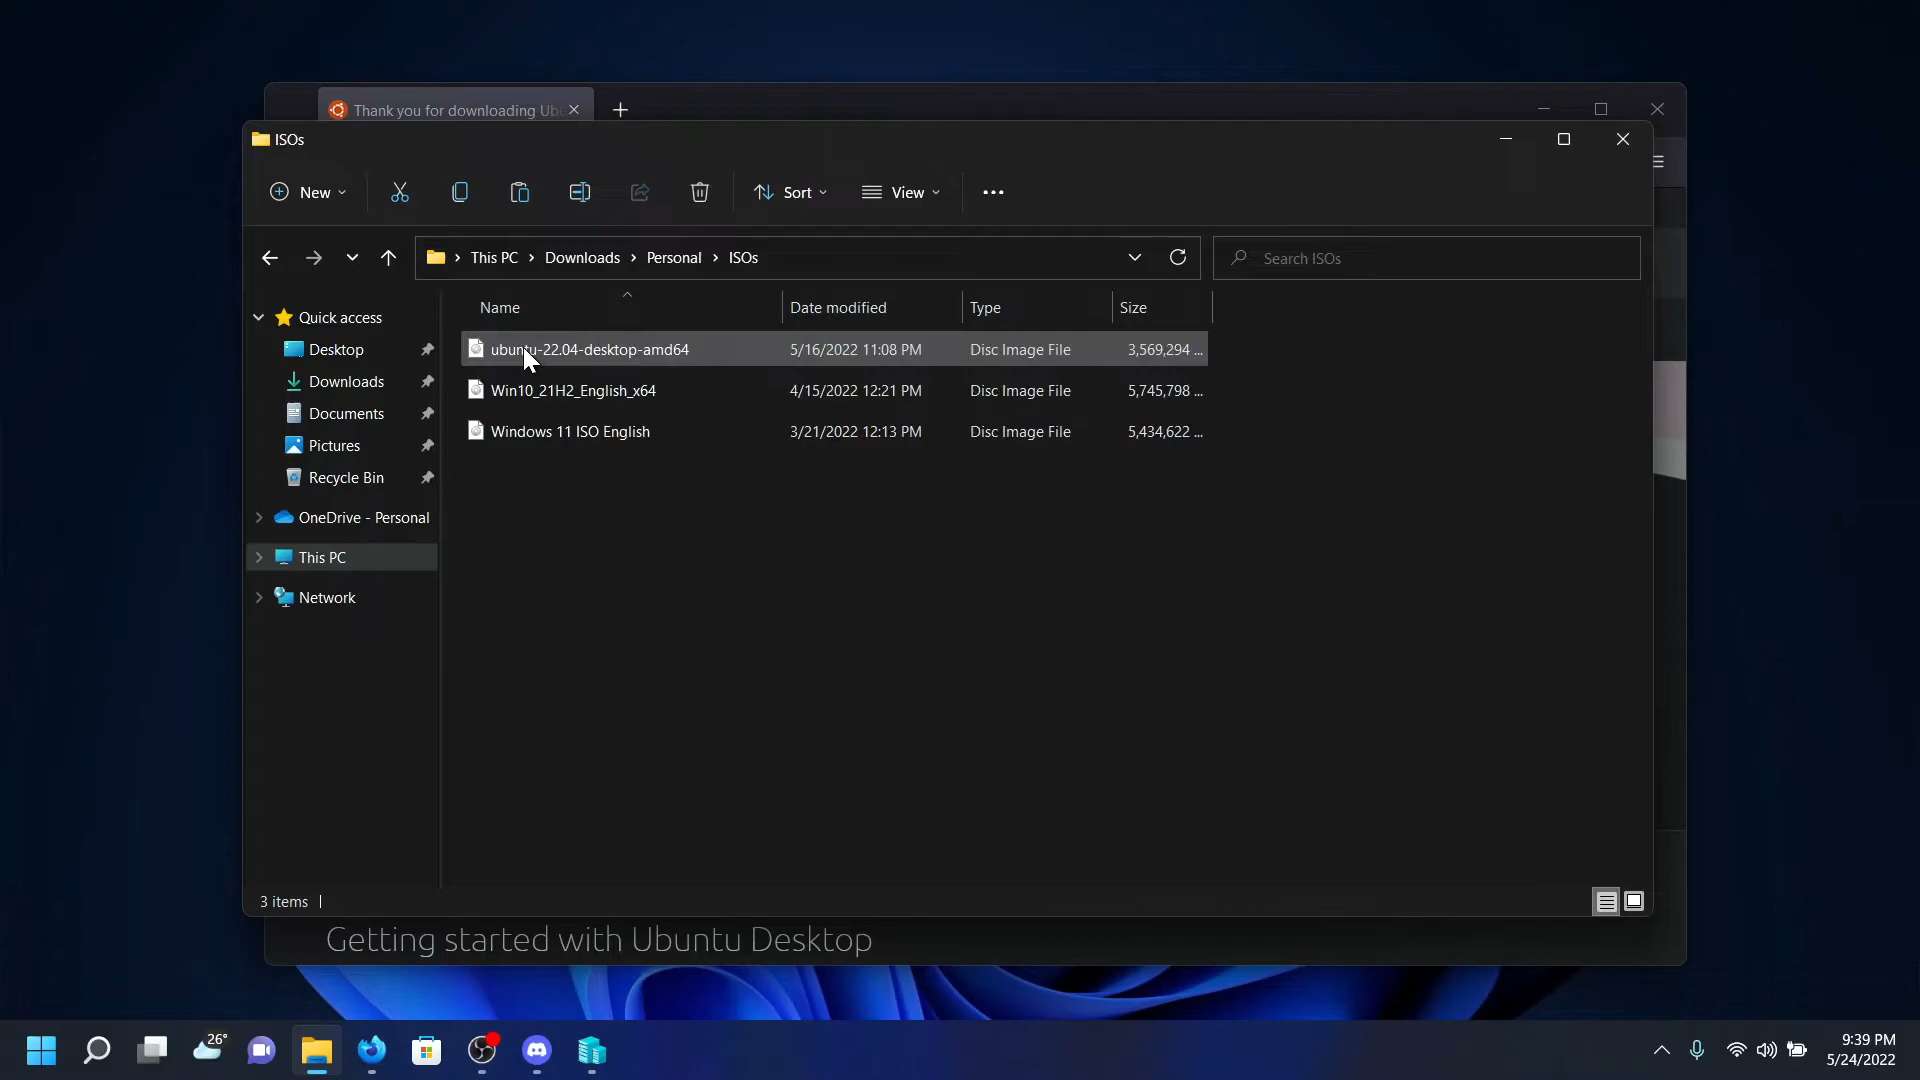 Thank you for downloading Ubu
ISOs
New
Sort
View
This PC > Downloads > Personal > ISOs
Search ISOs
Name Date modified Type Size
Quick access
Desktop
Downloads
Documents
Pictures
Recycle Bin
OneDrive - Personal
This PC
Network
ubuntu-22.04-desktop-amd64 5/16/2022 11:08 PM Disc Image File 3,569,294 ...
Win10_21H2_English_x64 4/15/2022 12:21 PM Disc Image File 5,745,798 ...
Windows 11 ISO English 3/21/2022 12:13 PM Disc Image File 5,434,622 ...
3 items
Getting started with Ubuntu Desktop
26°
9:39 PM
5/24/2022